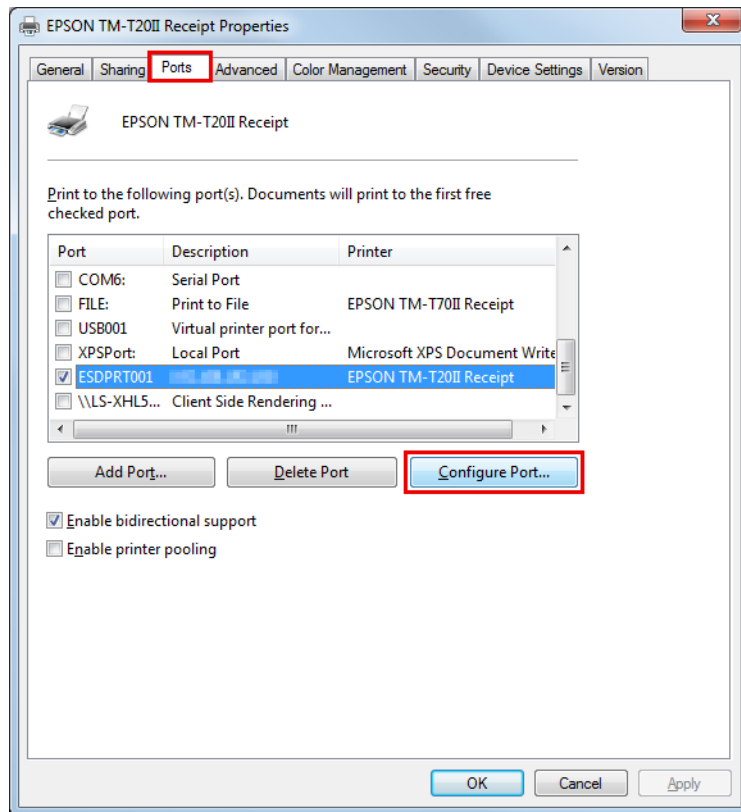 EPSON TM-T20II Receipt Properties
General Sharing Ports Advanced Color Management Security Device Settings Version
EPSON TM-T20II Receipt
Print to the following port(s). Documents will print to the first free
checked port.
Port Description Printer
COM6: Serial Port
FILE: Print to File EPSON TM-T70II Receipt
USB001 Virtual printer port for...
XPSPort: Local Port Microsoft XPS Document Write
ESDPRT001 EPSON TM-T20II Receipt
\\LS-XHL5... Client Side Rendering ...
Add Port... Delete Port Configure Port...
Enable bidirectional support
Enable printer pooling
OK Cancel Apply